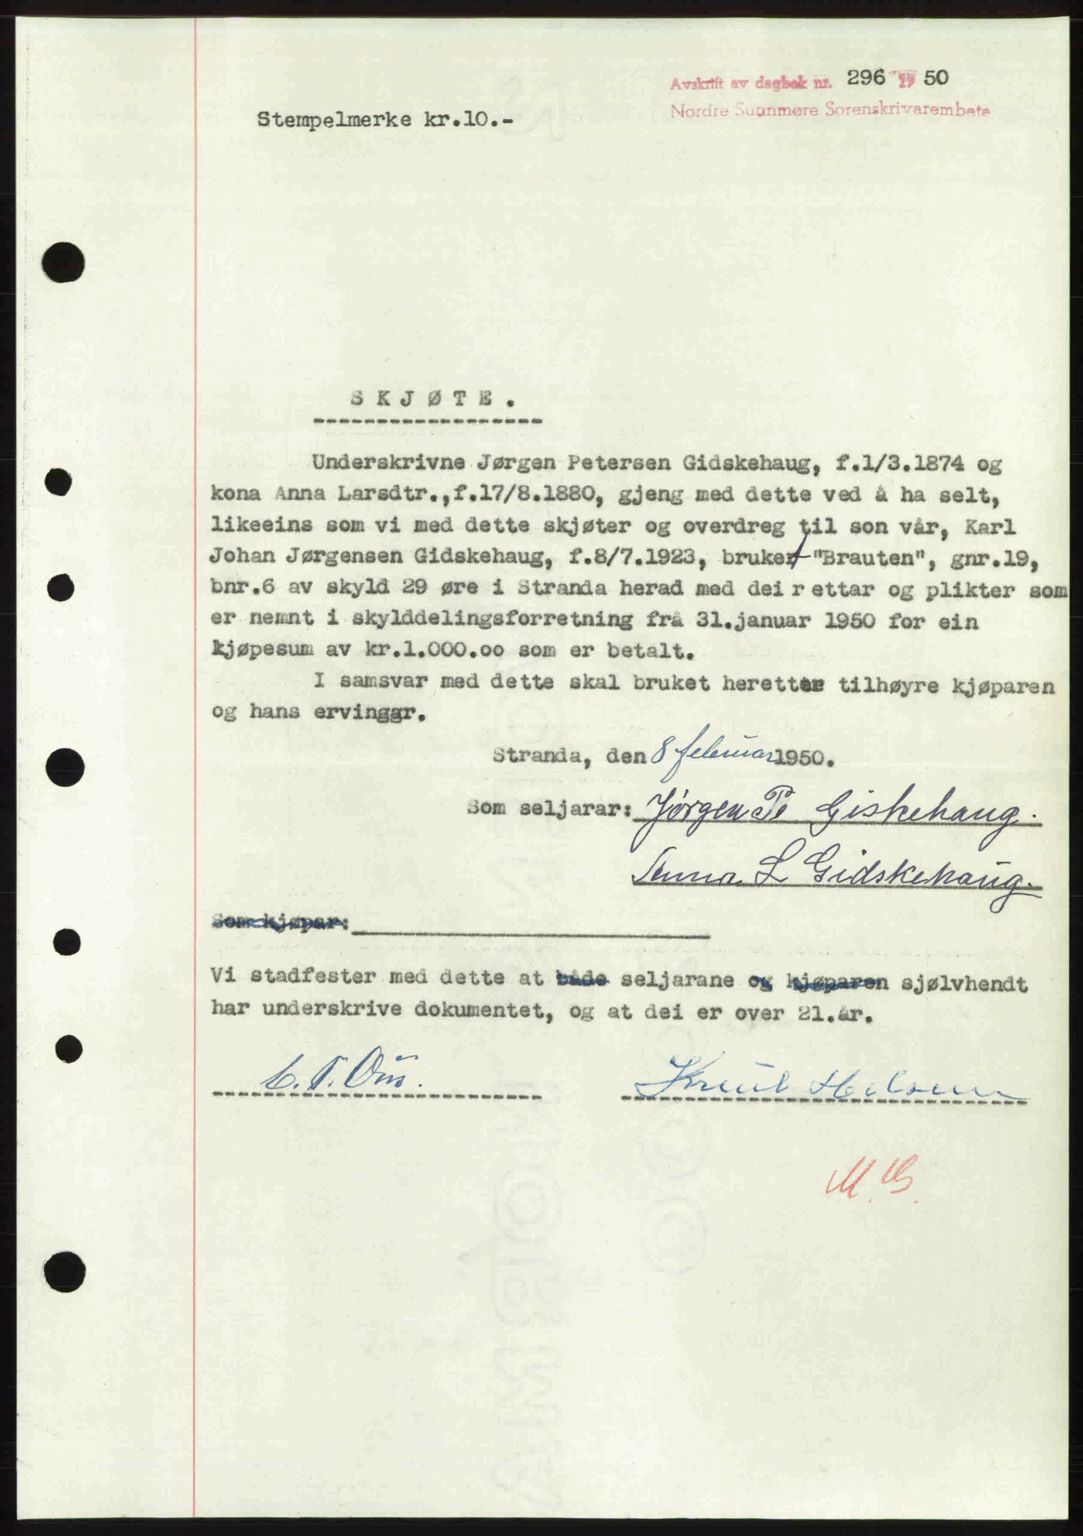 Avskrift av dagbok nr. 296 19 50
Nordre Sunnmøre Sorenskrivarembete
Stempelmerke kr.10.-
SKJØTE.
Underskrivne Jørgen Petersen Gidskehaug, f.1/3.1874 og
kona Anna Larsdtr.,f.17/8.1880, gjeng med dette ved å ha selt,
likeeins som vi med dette skjøter og overdreg til son vår, Karl
Johan Jørgensen Gidskehaug, f.8/7.1923, bruket "Brauten", gnr.19,
bnr.6 av skyld 29 øre i Stranda herad med dei r ettar og plikter som
er nemnt i skylddelingsforretning frå 31.januar 1950 for ein
kjøpesum av kr.1.000.oo som er betalt.
I samsvar med dette skal bruket heretter tilhøyre kjøparen
og hans ervingar.
Stranda, den 8 februar 1950.
Som seljarar: Jørgen Pe Giskehaug.
Anna L Gidskehaug.
Som kjøpar:
Vi stadfester med dette at både seljarane og kjøparen sjølvhendt
har underskrive dokumentet, og at dei er over 21.år.
Knut
M.G.